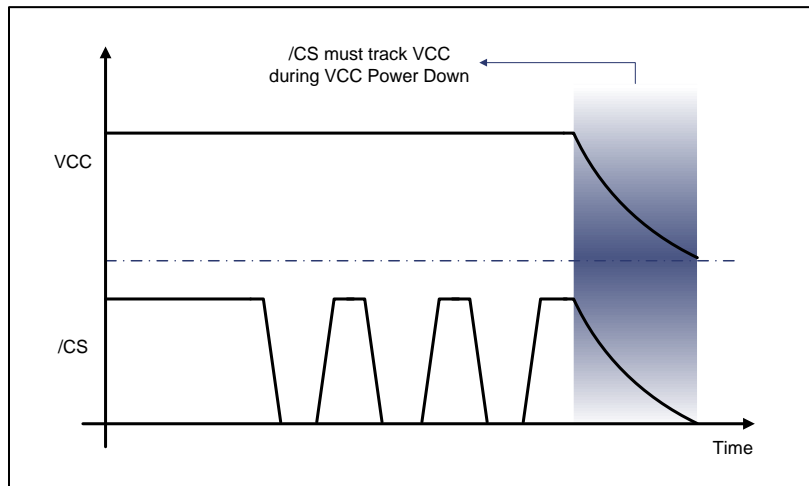 /CS must track VCC
during VCC Power Down
VCC
/CS
Time